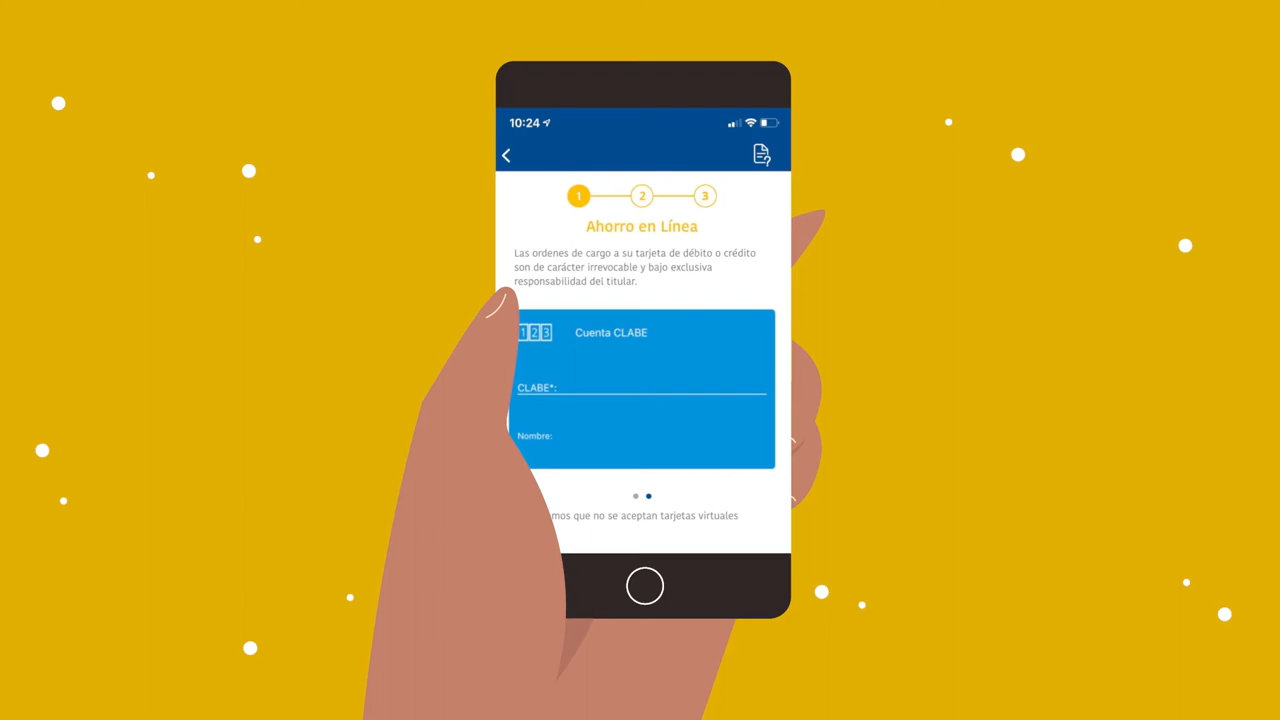 10:24
1 2 3
Ahorro en Línea
Las ordenes de cargo a su tarjeta de débito o crédito
son de carácter irrevocable y bajo exclusiva
responsabilidad del titular.
123 Cuenta CLABE
CLABE*:
Nombre:
que no se aceptan tarjetas virtuales